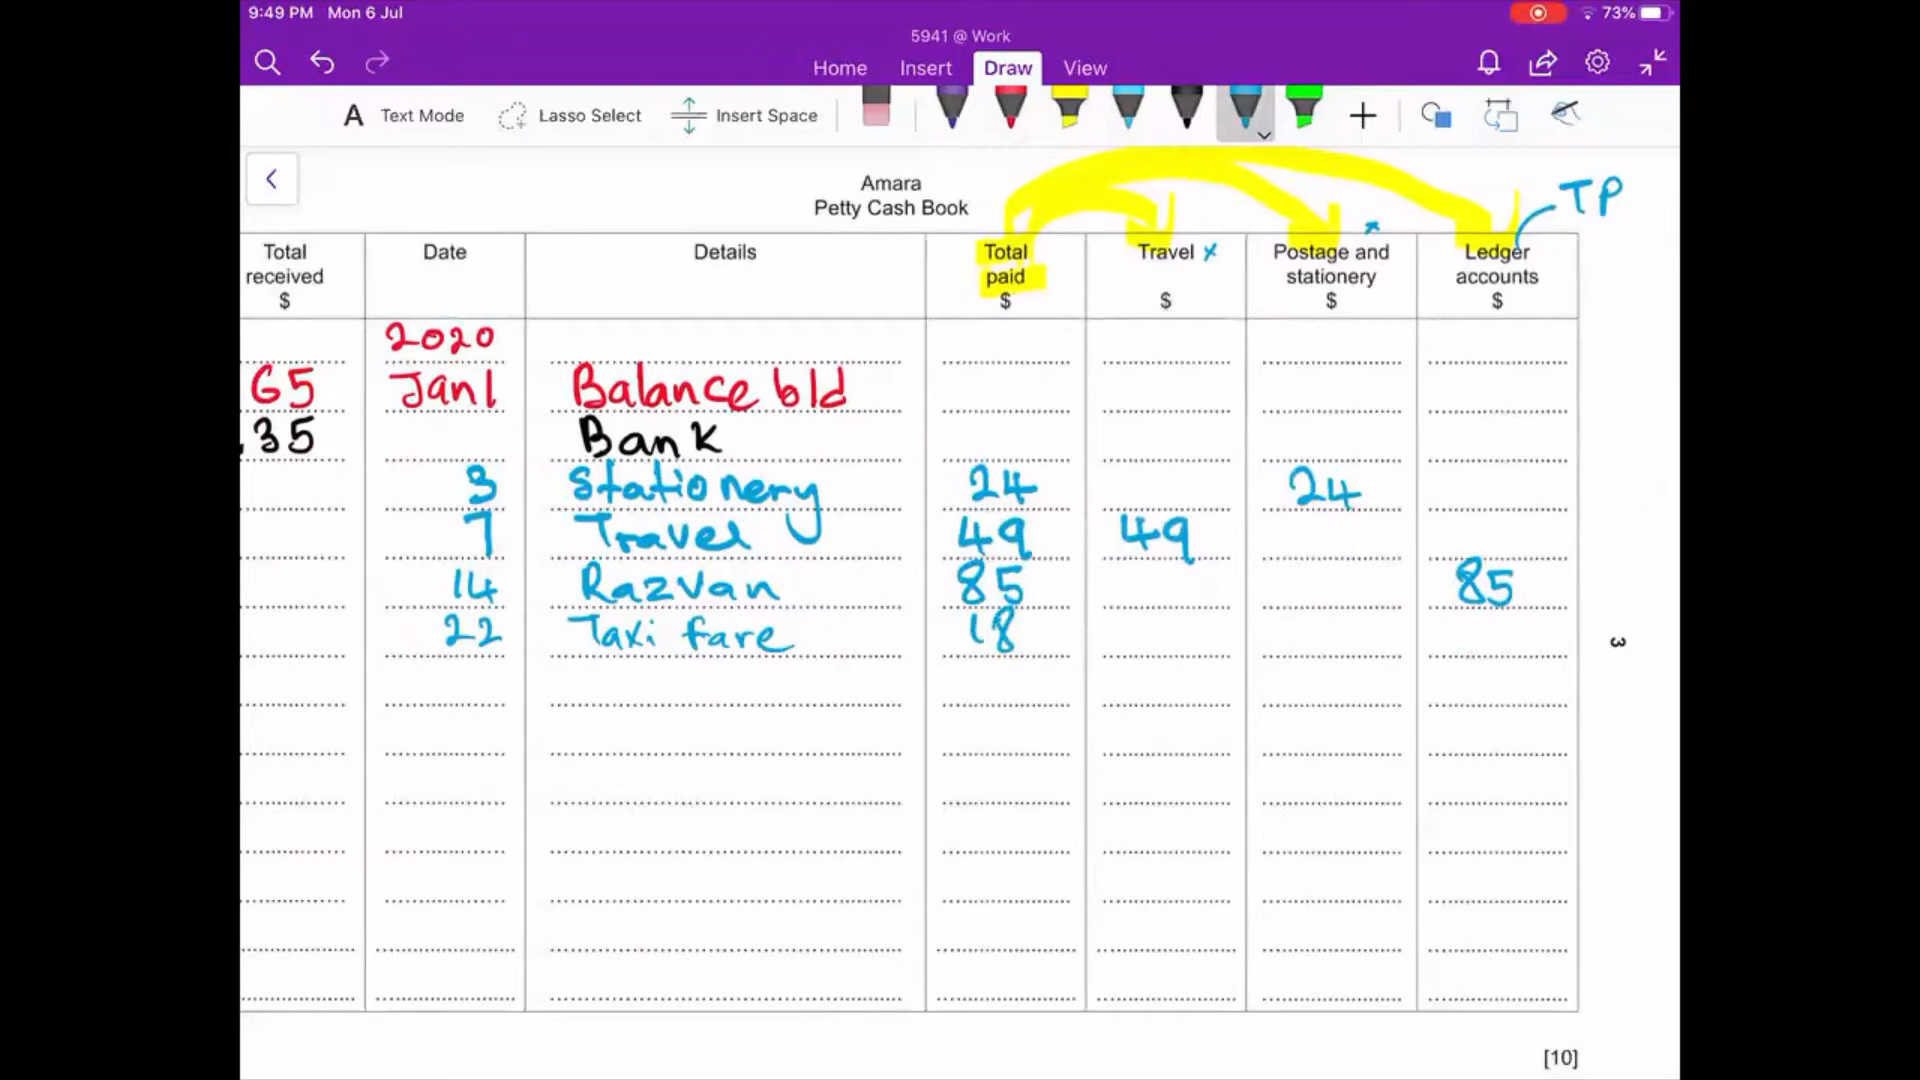 9:49 PM Mon 6 Jul 73%
5941 @ Work
Home Insert Draw View
A Text Mode Lasso Select Insert Space
Amara
Petty Cash Book
TP
Total received $ Date Details Total paid $ Travel x $ Postage and stationery $ Ledger accounts $
2020
65 Jan 1 Balance b/d
35 Bank
3 Stationery 24 24
7 Travel 49 49
14 Razvan 85 85
22 Taxi fare 18
3
[10]